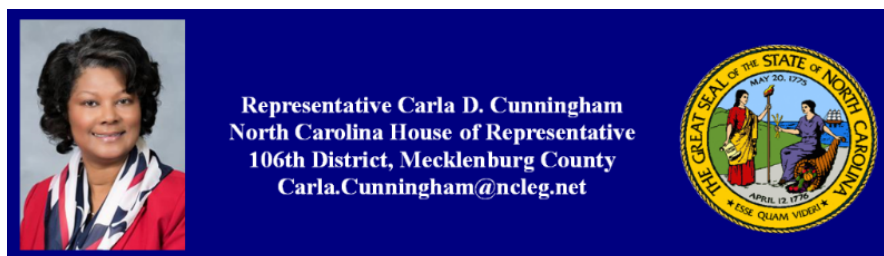 Representative Carla D. Cunningham
North Carolina House of Representative
106th District, Mecklenburg County
Carla.Cunningham@ncleg.net
THE GREAT SEAL OF THE STATE OF NORTH CAROLINA
MAY 20, 1775
APRIL 12, 1776
ESSE QUAM VIDERI